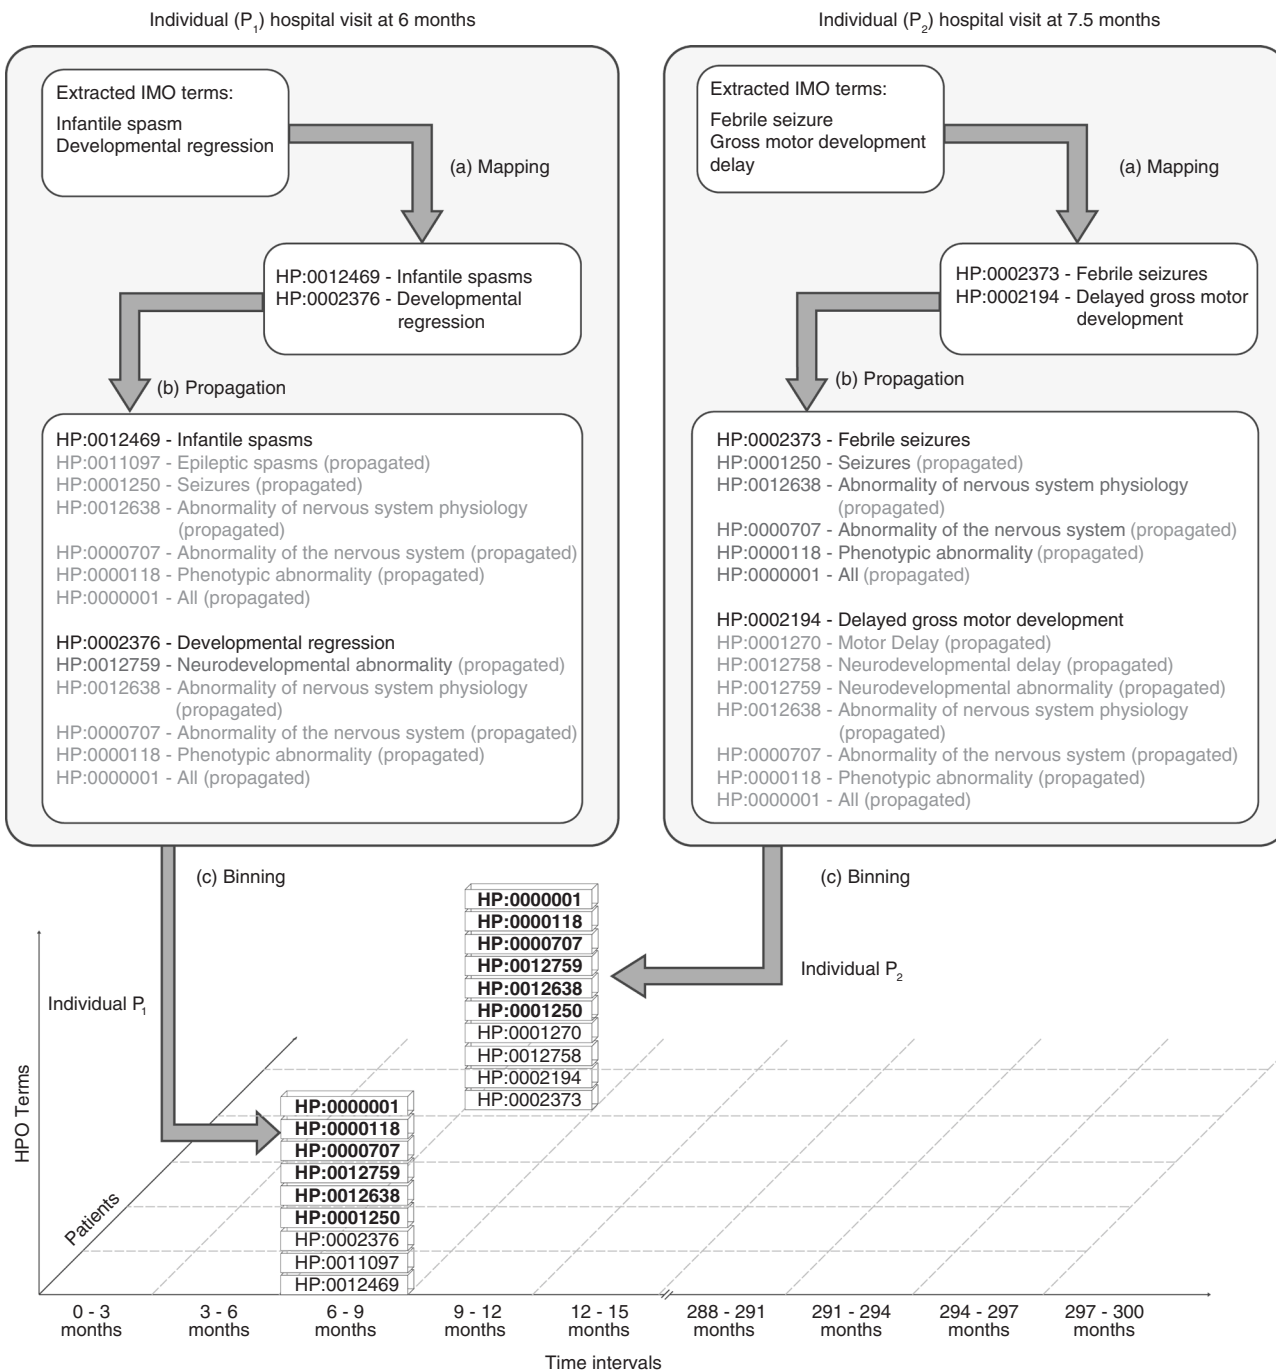 Individual (P1) hospital visit at 6 months
Extracted IMO terms:
Infantile spasm
Developmental regression
(a) Mapping
HP:0012469 - Infantile spasms
HP:0002376 - Developmental
regression
(b) Propagation
HP:0012469 - Infantile spasms
HP:0011097 - Epileptic spasms (propagated)
HP:0001250 - Seizures (propagated)
HP:0012638 - Abnormality of nervous system physiology
(propagated)
HP:0000707 - Abnormality of the nervous system (propagated)
HP:0000118 - Phenotypic abnormality (propagated)
HP:0000001 - All (propagated)
HP:0002376 - Developmental regression
HP:0012759 - Neurodevelopmental abnormality (propagated)
HP:0012638 - Abnormality of nervous system physiology
(propagated)
HP:0000707 - Abnormality of the nervous system (propagated)
HP:0000118 - Phenotypic abnormality (propagated)
HP:0000001 - All (propagated)
Individual (P2) hospital visit at 7.5 months
Extracted IMO terms:
Febrile seizure
Gross motor development
delay
(a) Mapping
HP:0002373 - Febrile seizures
HP:0002194 - Delayed gross motor
development
(b) Propagation
HP:0002373 - Febrile seizures
HP:0001250 - Seizures (propagated)
HP:0012638 - Abnormality of nervous system physiology
(propagated)
HP:0000707 - Abnormality of the nervous system (propagated)
HP:0000118 - Phenotypic abnormality (propagated)
HP:0000001 - All (propagated)
HP:0002194 - Delayed gross motor development
HP:0001270 - Motor Delay (propagated)
HP:0012758 - Neurodevelopmental delay (propagated)
HP:0012759 - Neurodevelopmental abnormality (propagated)
HP:0012638 - Abnormality of nervous system physiology
(propagated)
HP:0000707 - Abnormality of the nervous system (propagated)
HP:0000118 - Phenotypic abnormality (propagated)
HP:0000001 - All (propagated)
(c) Binning
(c) Binning
HP:0000001
HP:0000118
HP:0000707
HP:0012759
HP:0012638
HP:0001250
HP:0001270
HP:0012758
HP:0002194
HP:0002373
Individual P2
Individual P1
HP:0000001
HP:0000118
HP:0000707
HP:0012759
HP:0012638
HP:0001250
HP:0002376
HP:0011097
HP:0012469
HPO Terms
Patients
0 - 3
months
3 - 6
months
6 - 9
months
9 - 12
months
12 - 15
months
288 - 291
months
291 - 294
months
294 - 297
months
297 - 300
months
Time intervals